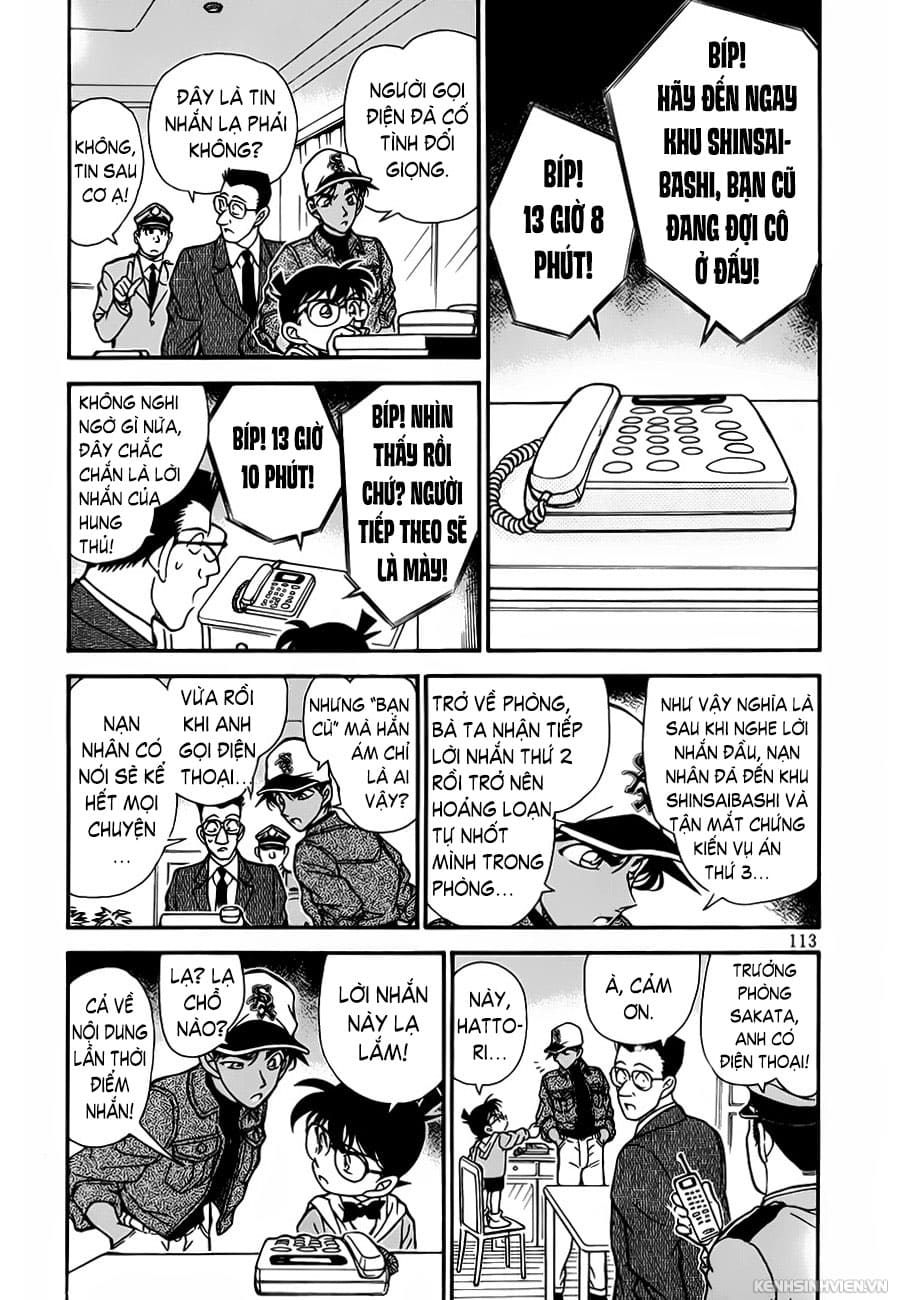 BÍP!
HÃY ĐẾN NGAY
KHU SHINSAI-
BASHI, BẠN CŨ
ĐANG ĐỢI CÔ
Ở ĐẤY!
BÍP!
13 GIỜ 8
PHÚT!
NGƯỜI GỌI
ĐIỆN ĐÃ CỐ
TÌNH ĐỔI
GIỌNG.
ĐÂY LÀ TIN
NHẮN LẠ PHẢI
KHÔNG?
KHÔNG,
TIN SAU
CƠ Ạ!
BÍP! NHÌN
THẤY RỒI
CHỨ? NGƯỜI
TIẾP THEO SẼ
LÀ MÀY!
BÍP! 13 GIỜ
10 PHÚT!
KHÔNG NGHI
NGỜ GÌ NỮA,
ĐÂY CHẮC
CHẮN LÀ LỜI
NHẮN CỦA
HUNG
THỦ!
NHƯ VẬY NGHĨA LÀ
SAU KHI NGHE LỜI
NHẮN ĐẦU, NẠN
NHÂN ĐÃ ĐẾN KHU
SHINSAIBASHI VÀ
TẬN MẮT CHỨNG
KIẾN VỤ ÁN
THỨ 3...
TRỞ VỀ PHÒNG,
BÀ TA NHẬN TIẾP
LỜI NHẮN THỨ 2
RỒI TRỞ NÊN
HOẢNG LOẠN
TỰ NHỐT
MÌNH TRONG
PHÒNG...
NHƯNG “BẠN
CŨ” MÀ HẮN
ÁM CHỈ
LÀ AI
VẬY?
VỪA RỒI
KHI ANH
GỌI ĐIỆN
THOẠI...
NẠN
NHÂN CÓ
NÓI SẼ KỂ
HẾT MỌI
CHUYỆN
...
113
TRƯỞNG
PHÒNG
SAKATA,
ANH CÓ
ĐIỆN THOẠI!
À, CẢM
ƠN.
NÀY,
HATTO-
RI...
LỜI NHẮN
NÀY LẠ
LẮM!
LẠ? LẠ
CHỖ
NÀO?
CẢ VỀ
NỘI DUNG
LẪN THỜI
ĐIỂM
NHẮN!
KENHSINHVIEN.VN